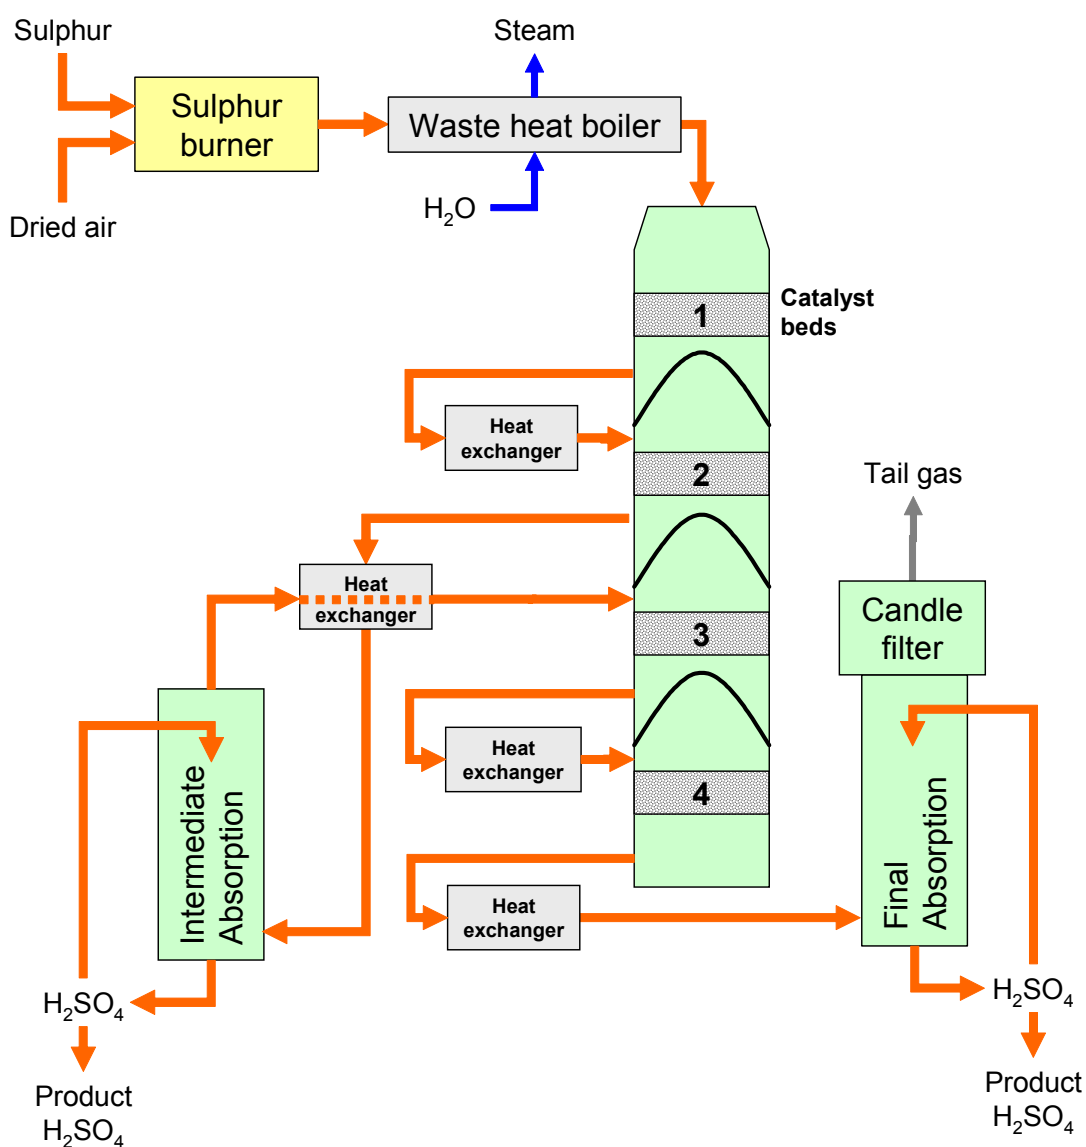 Sulphur
Steam
Sulphur
burner
Waste heat boiler
Dried air
H₂O
1
Catalyst
beds
Heat
exchanger
2
Tail gas
Heat
exchanger
Candle
filter
3
Heat
exchanger
4
Intermediate
Absorption
Final
Absorption
Heat
exchanger
H₂SO₄
H₂SO₄
Product
H₂SO₄
Product
H₂SO₄